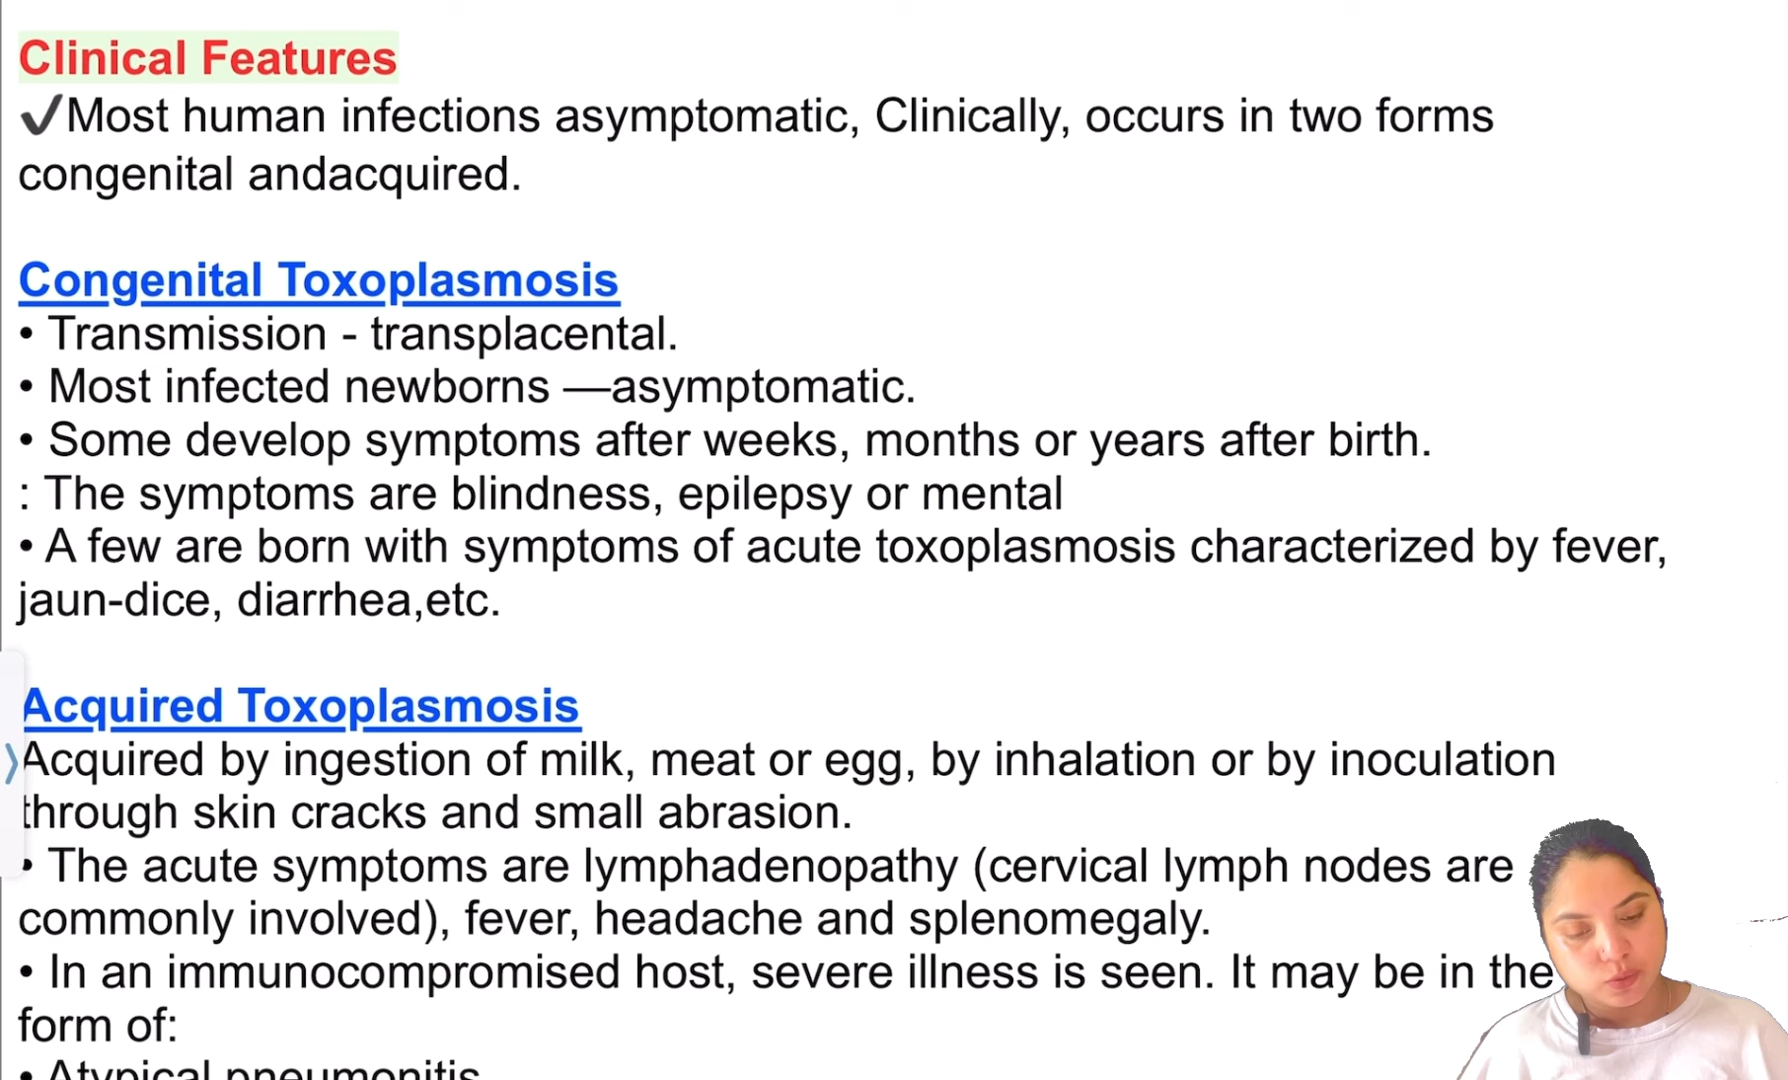 Clinical Features
✓Most human infections asymptomatic, Clinically, occurs in two forms
congenital andacquired.
Congenital Toxoplasmosis
• Transmission - transplacental.
• Most infected newborns —asymptomatic.
• Some develop symptoms after weeks, months or years after birth.
: The symptoms are blindness, epilepsy or mental
• A few are born with symptoms of acute toxoplasmosis characterized by fever,
jaun-dice, diarrhea,etc.
Acquired Toxoplasmosis
Acquired by ingestion of milk, meat or egg, by inhalation or by inoculation
through skin cracks and small abrasion.
• The acute symptoms are lymphadenopathy (cervical lymph nodes are
commonly involved), fever, headache and splenomegaly.
• In an immunocompromised host, severe illness is seen. It may be in the
form of:
• Atypical pneumonitis